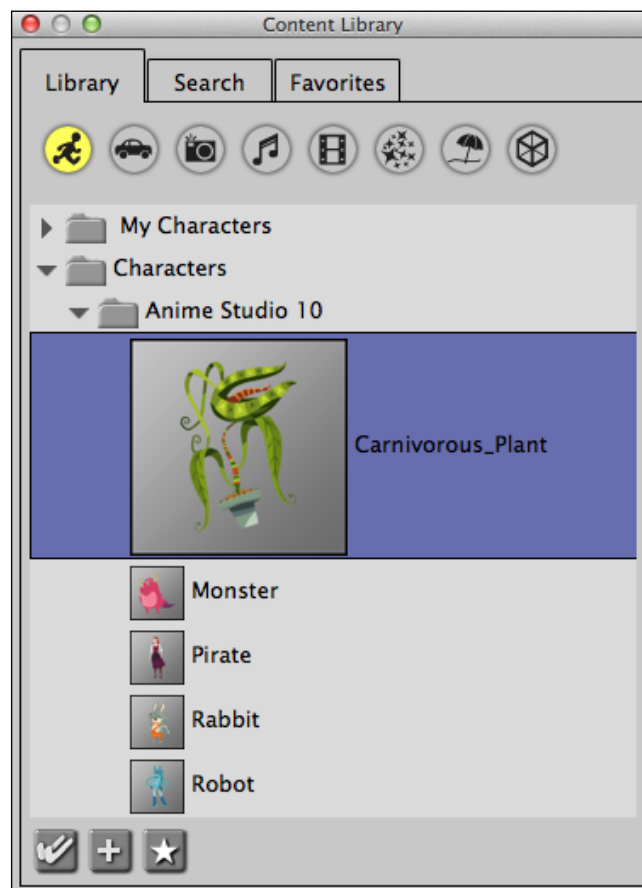 Content Library
Library Search Favorites
My Characters
Characters
Anime Studio 10
Carnivorous_Plant
Monster
Pirate
Rabbit
Robot